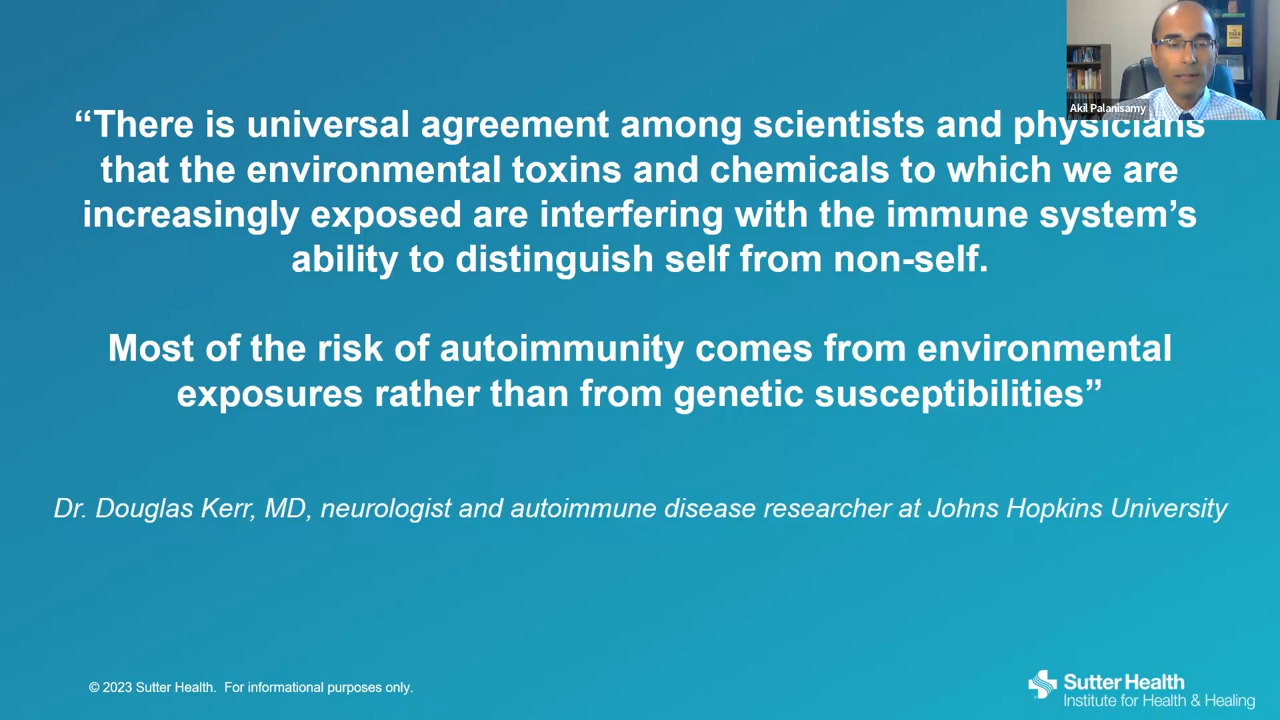 Akil Palanisamy
“There is universal agreement among scientists and physicians
that the environmental toxins and chemicals to which we are
increasingly exposed are interfering with the immune system’s
ability to distinguish self from non-self.
Most of the risk of autoimmunity comes from environmental
exposures rather than from genetic susceptibilities”
Dr. Douglas Kerr, MD, neurologist and autoimmune disease researcher at Johns Hopkins University
© 2023 Sutter Health. For informational purposes only.
Sutter Health
Institute for Health & Healing